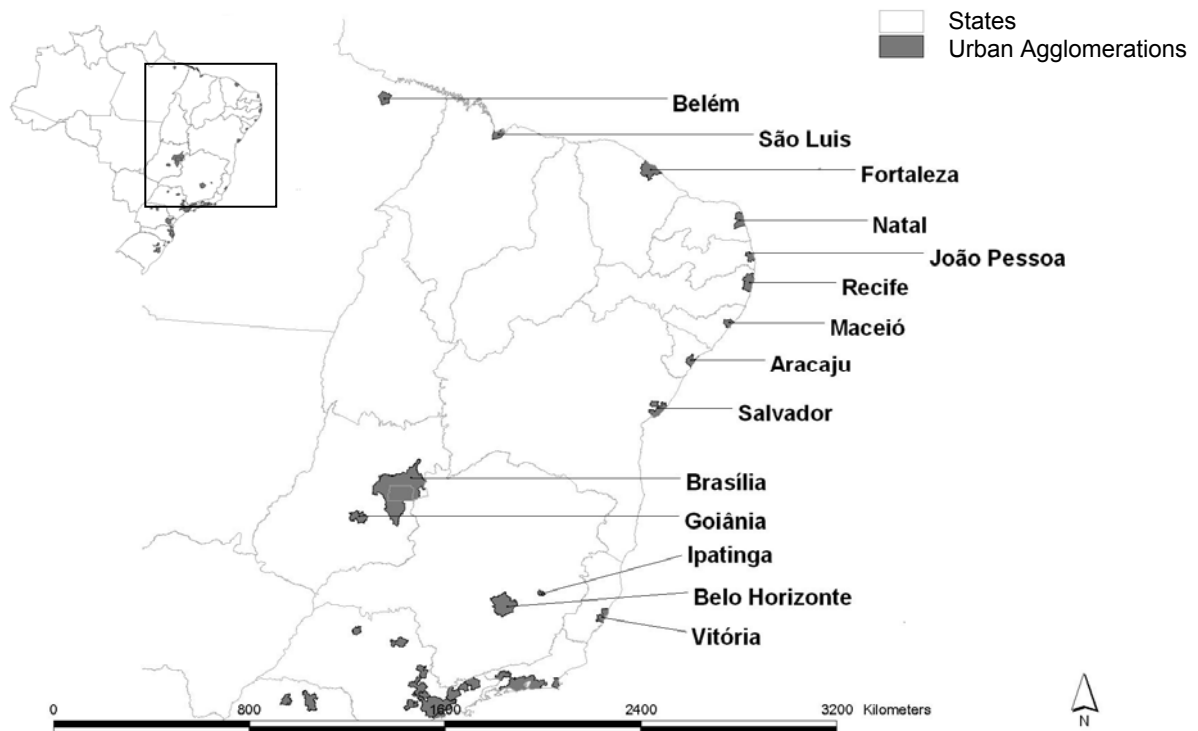 States
Urban Agglomerations
Belém
São Luis
Fortaleza
Natal
João Pessoa
Recife
Maceió
Aracaju
Salvador
Brasília
Goiânia
Ipatinga
Belo Horizonte
Vitória
0 800 1600 2400 3200 Kilometers
N